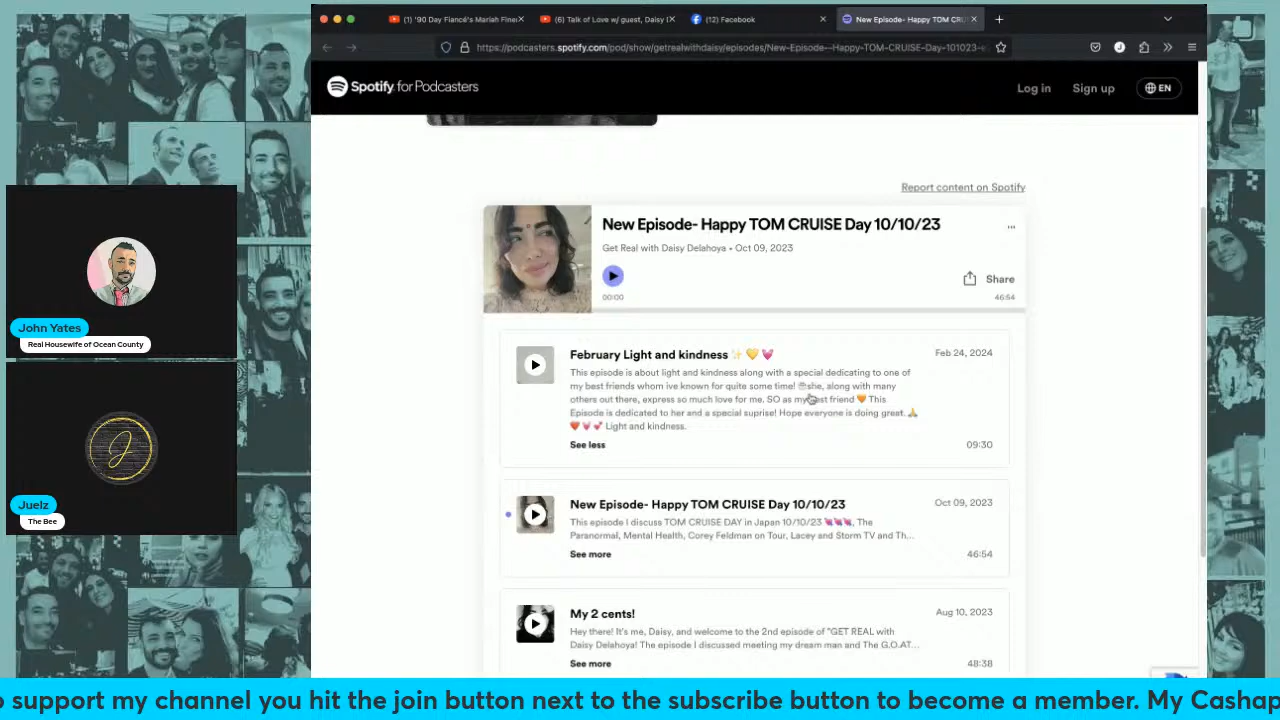 (1) '90 Day Fiancé's Mariah Fine
(6) Talk of Love w/ guest, Daisy
(12) Facebook
New Episode- Happy TOM CRU
https://podcasters.spotify.com/pod/show/getrealwithdaisy/episodes/New-Episode--Happy-TOM-CRUISE-Day-101023-e
Spotify for Podcasters
Log in
Sign up
EN
Report content on Spotify
New Episode- Happy TOM CRUISE Day 10/10/23
...
Get Real with Daisy Delahoya • Oct 09, 2023
Share
00:00
46:54
February Light and kindness ✨ 💛 💓
Feb 24, 2024
This episode is about light and kindness along with a special dedicating to one of
my best friends whom ive known for quite some time! she, along with many
others out there, express so much love for me. SO as my best friend 🧡 This
Episode is dedicated to her and a special suprise! Hope everyone is doing great. 🙏
❤️ 💓 💕 Light and kindness.
See less
09:30
New Episode- Happy TOM CRUISE Day 10/10/23
Oct 09, 2023
This episode I discuss TOM CRUISE DAY in Japan 10/10/23 💘💘💘, The
Paranormal, Mental Health, Corey Feldman on Tour, Lacey and Storm TV and Th...
See more
46:54
My 2 cents!
Aug 10, 2023
Hey there! It's me, Daisy, and welcome to the 2nd episode of "GET REAL with
Daisy Delahoya! The episode I discussed meeting my dream man and The G.O.AT...
See more
48:38
John Yates
Real Housewife of Ocean County
J
Juelz
The Bee
o support my channel you hit the join button next to the subscribe button to become a member. My Cashap